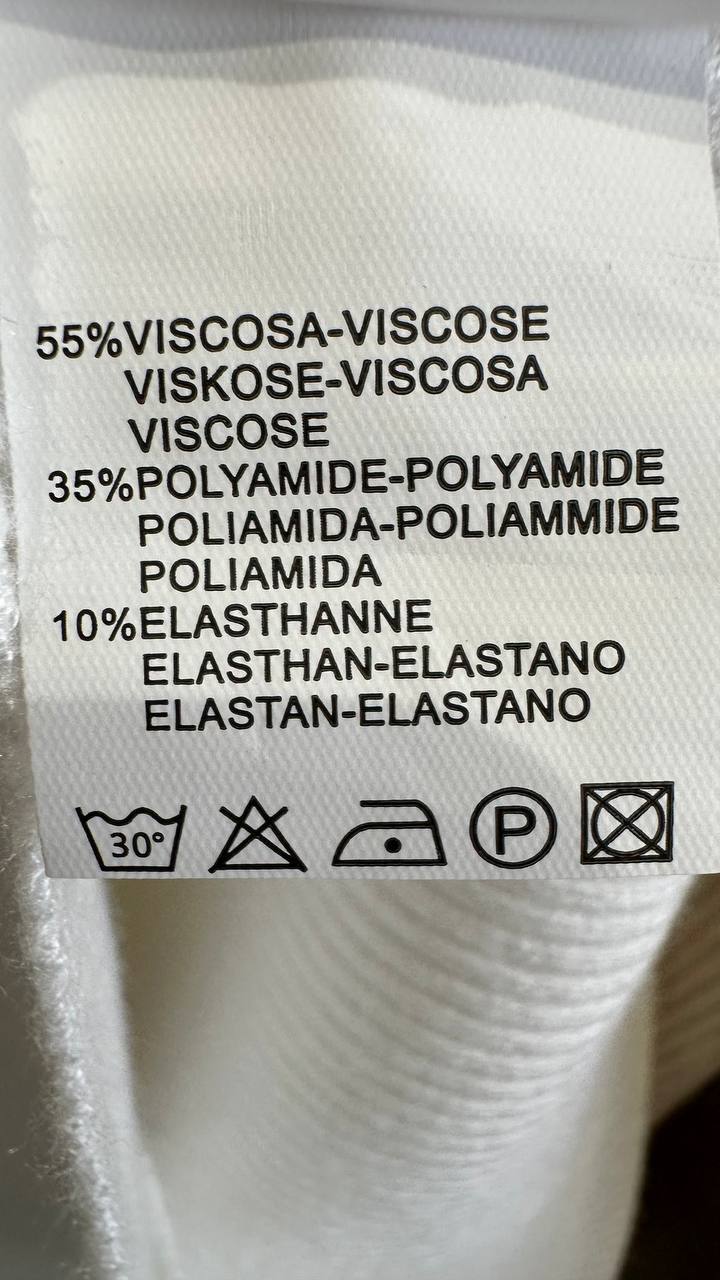 55%VISCOSA-VISCOSE
VISKOSE-VISCOSA
VISCOSE
35%POLYAMIDE-POLYAMIDE
POLIAMIDA-POLIAMMIDE
POLIAMIDA
10%ELASTHANNE
ELASTHAN-ELASTANO
ELASTAN-ELASTANO
30° P